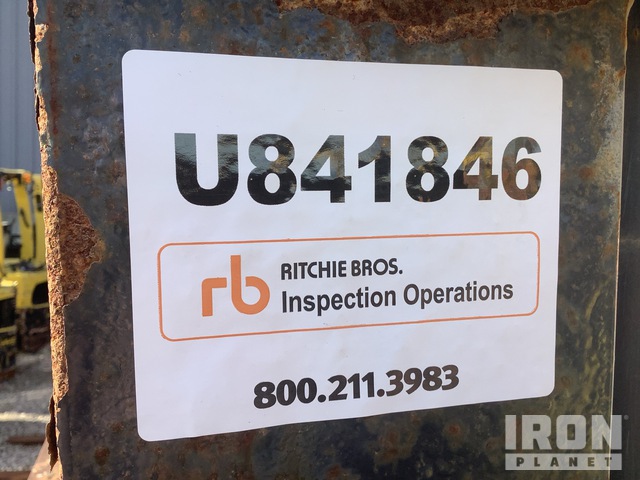 U841846
rb RITCHIE BROS.
Inspection Operations
800.211.3983
IRON
PLANET